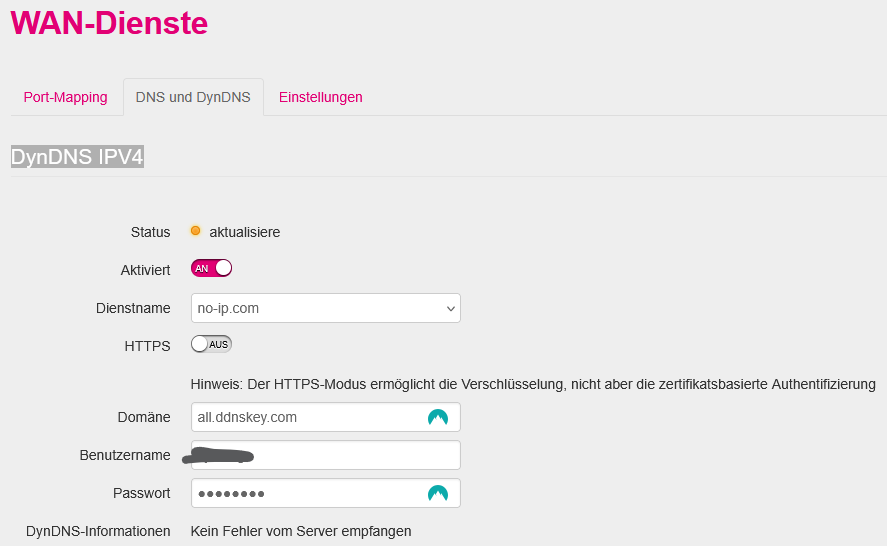 WAN-Dienste
Port-Mapping DNS und DynDNS Einstellungen
DynDNS IPV4
Status aktualisiere
Aktiviert AN
Dienstname no-ip.com
HTTPS AUS
Hinweis: Der HTTPS-Modus ermöglicht die Verschlüsselung, nicht aber die zertifikatsbasierte Authentifizierung
Domäne all.ddnskey.com
Benutzername
Passwort ●●●●●●●●
DynDNS-Informationen Kein Fehler vom Server empfangen